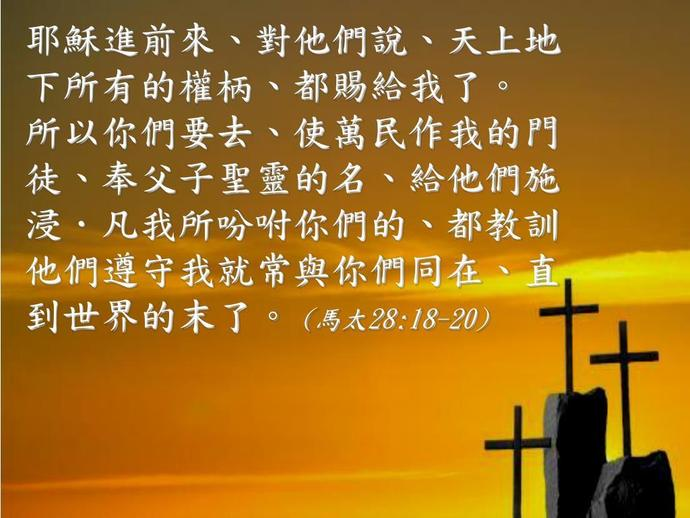 耶穌進前來、對他們說、天上地
下所有的權柄、都賜給我了。
所以你們要去、使萬民作我的門
徒、奉父子聖靈的名、給他們施
浸．凡我所吩咐你們的、都教訓
他們遵守我就常與你們同在、直
到世界的末了。（馬太28:18-20）